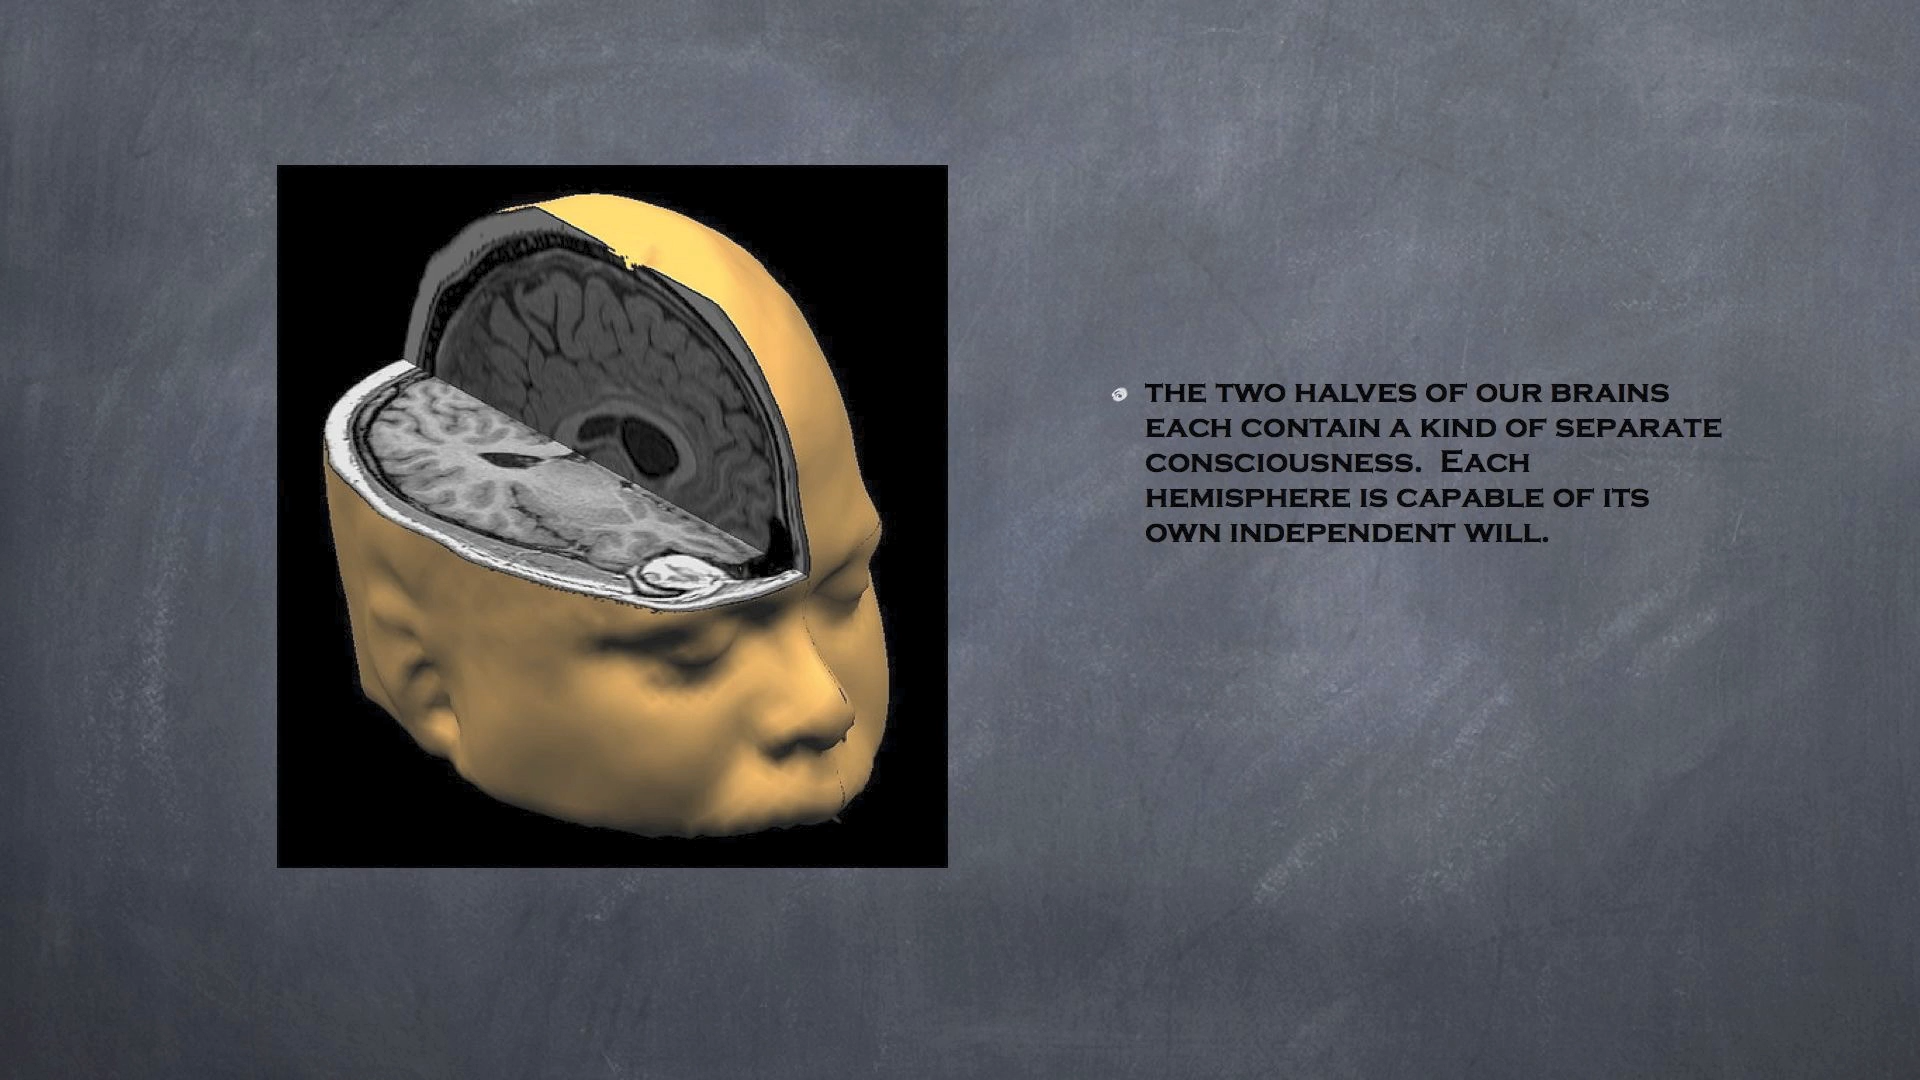 THE TWO HALVES OF OUR BRAINS
EACH CONTAIN A KIND OF SEPARATE
CONSCIOUSNESS.  EACH
HEMISPHERE IS CAPABLE OF ITS
OWN INDEPENDENT WILL.